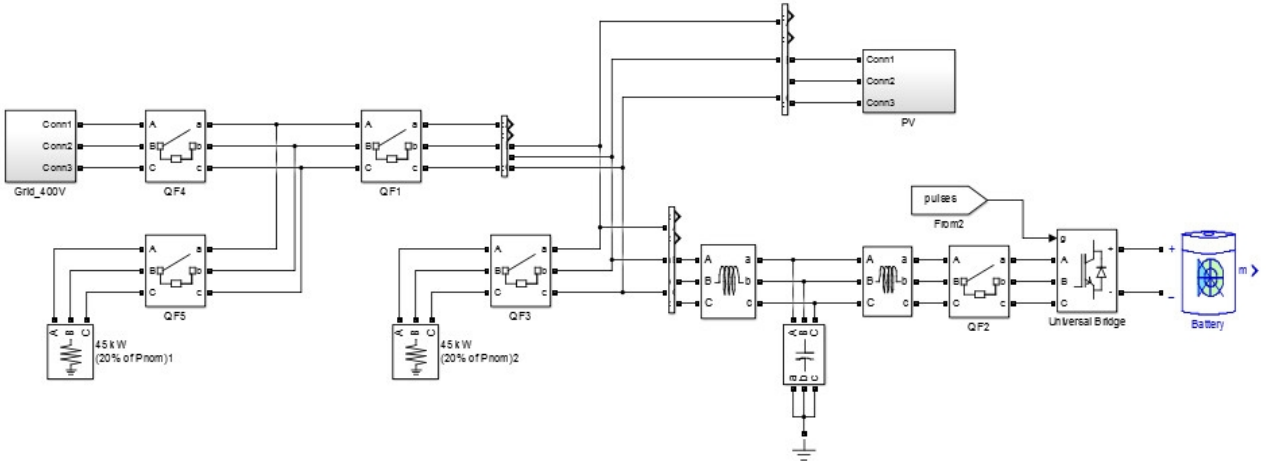 Conn1
Conn2
Conn3
PV
Conn1
Conn2
Conn3
Grid_400V
A
B
C
a
b
c
QF4
A
B
C
a
b
c
QF1
pulses
From2
A
B
C
a
b
c
QF5
A
B
C
a
b
c
QF3
A
B
C
a
b
c
A
B
C
a
b
c
A
B
C
a
b
c
QF2
g
A
B
C
+
-
Universal Bridge
+
_
m
Battery
A B C
45 kW
(20% of Pnom)1
A B C
45 kW
(20% of Pnom)2
A B C
a b c